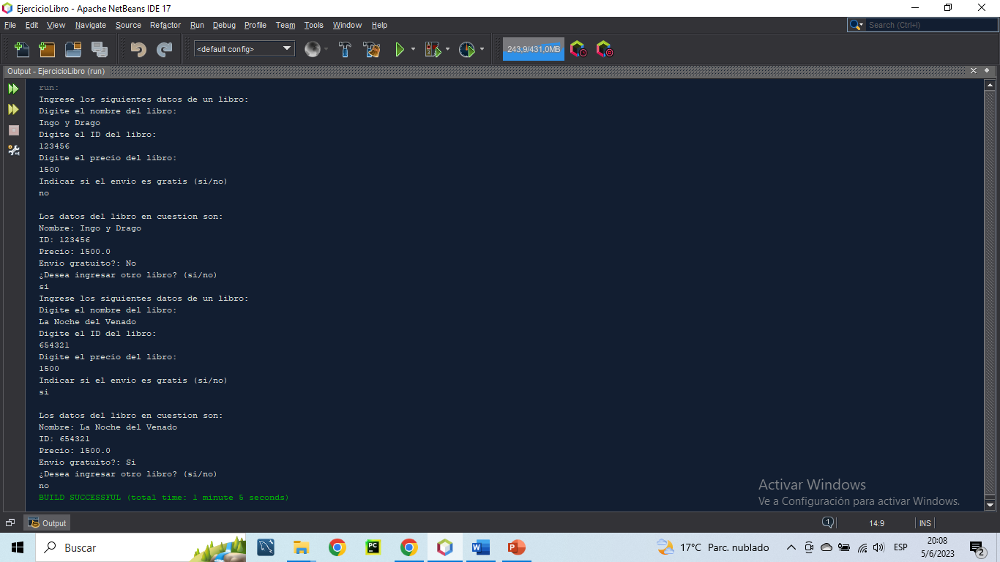 EjercicioLibro - Apache NetBeans IDE 17
File Edit View Navigate Source Refactor Run Debug Profile Team Tools Window Help
Search (Ctrl+I)
<default config>
243,9/431,0MB
Output - EjercicioLibro (run)
run:
Ingrese los siguientes datos de un libro:
Digite el nombre del libro:
Ingo y Drago
Digite el ID del libro:
123456
Digite el precio del libro:
1500
Indicar si el envio es gratis (si/no)
no
Los datos del libro en cuestion son:
Nombre: Ingo y Drago
ID: 123456
Precio: 1500.0
Envio gratuito?: No
¿Desea ingresar otro libro? (si/no)
si
Ingrese los siguientes datos de un libro:
Digite el nombre del libro:
La Noche del Venado
Digite el ID del libro:
654321
Digite el precio del libro:
1500
Indicar si el envio es gratis (si/no)
si
Los datos del libro en cuestion son:
Nombre: La Noche del Venado
ID: 654321
Precio: 1500.0
Envio gratuito?: Si
¿Desea ingresar otro libro? (si/no)
no
BUILD SUCCESSFUL (total time: 1 minute 5 seconds)
Activar Windows
Ve a Configuración para activar Windows.
Output
1
14:9
INS
Buscar
PC
W
P
17°C Parc. nublado
ESP
20:08
5/6/2023
2